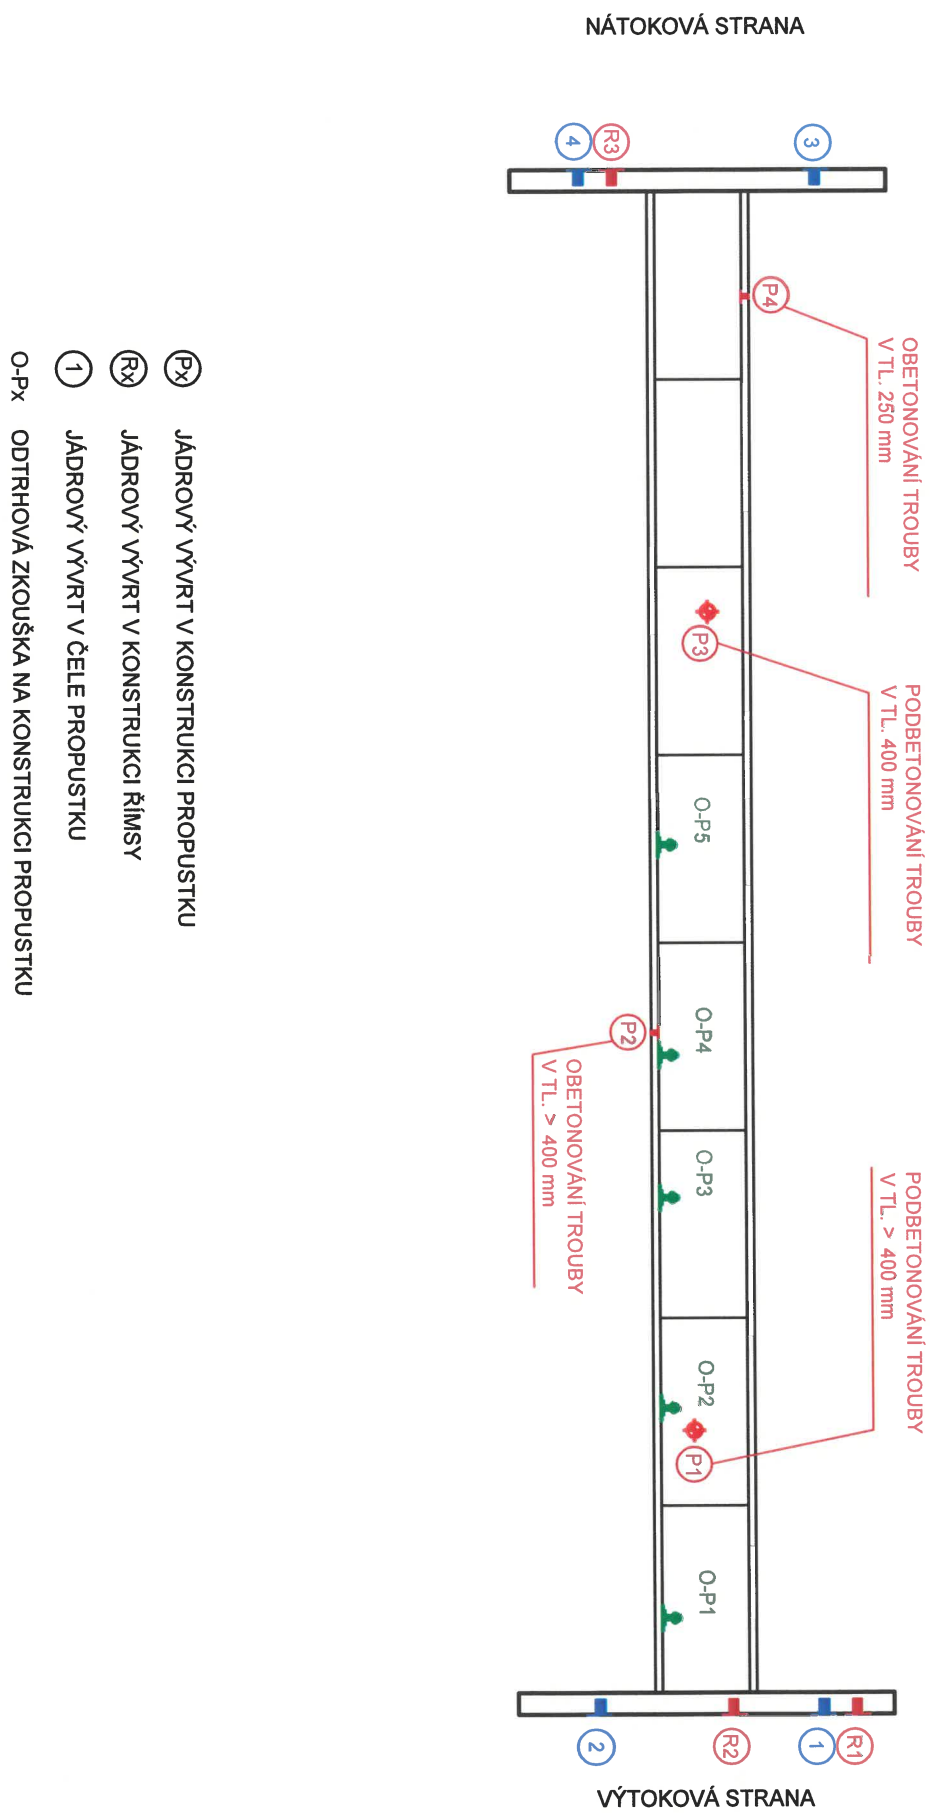 NÁTOKOVÁ STRANA
4
R3
3
P4
OBETONOVÁNÍ TROUBY
V TL. 250 mm
P3
PODBETONOVÁNÍ TROUBY
V TL. 400 mm
O-P5
O-P4
P2
OBETONOVÁNÍ TROUBY
V TL. > 400 mm
O-P3
PODBETONOVÁNÍ TROUBY
V TL. > 400 mm
O-P2
P1
O-P1
2
R2
1
R1
VÝTOKOVÁ STRANA
Px JÁDROVÝ VÝVRT V KONSTRUKCI PROPUSTKU
Rx JÁDROVÝ VÝVRT V KONSTRUKCI ŘÍMSY
1 JÁDROVÝ VÝVRT V ČELE PROPUSTKU
O-Px ODTRHOVÁ ZKOUŠKA NA KONSTRUKCI PROPUSTKU